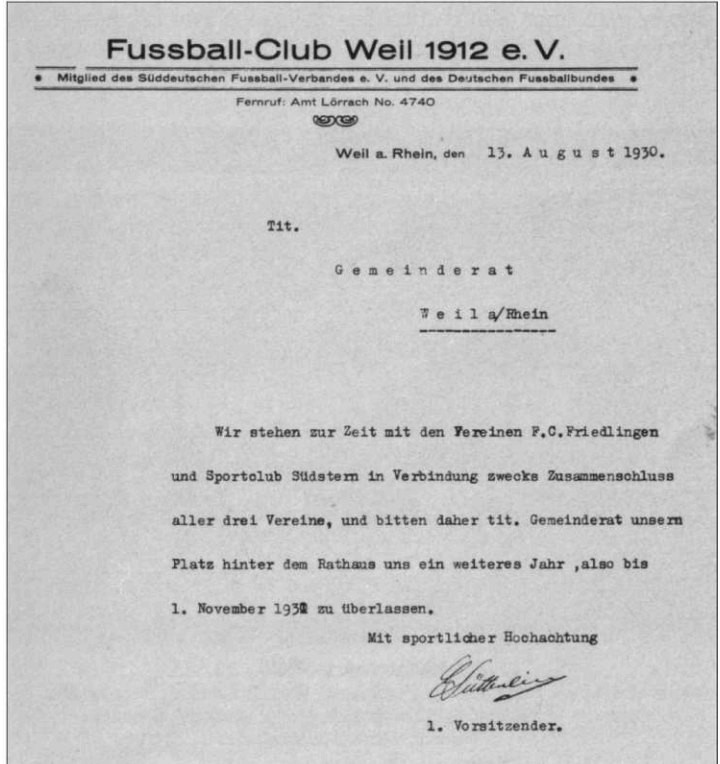 Fussball-Club Weil 1912 e. V.
• Mitglied des Süddeutschen Fussball-Verbandes e. V. und des Deutschen Fussballbundes •
Fernruf: Amt Lörrach No. 4740
Weil a. Rhein, den 13. A u g u s t 1930.
Tit.
G e m e i n d e r a t
W e i l a/Rhein
Wir stehen zur Zeit mit den Vereinen F.C.Friedlingen
und Sportclub Südstern in Verbindung zwecks Zusammenschluss
aller drei Vereine, und bitten daher tit. Gemeinderat unsern
Platz hinter dem Rathaus uns ein weiteres Jahr ,also bis
1. November 1931 zu überlassen.
Mit sportlicher Hochachtung
1. Vorsitzender.